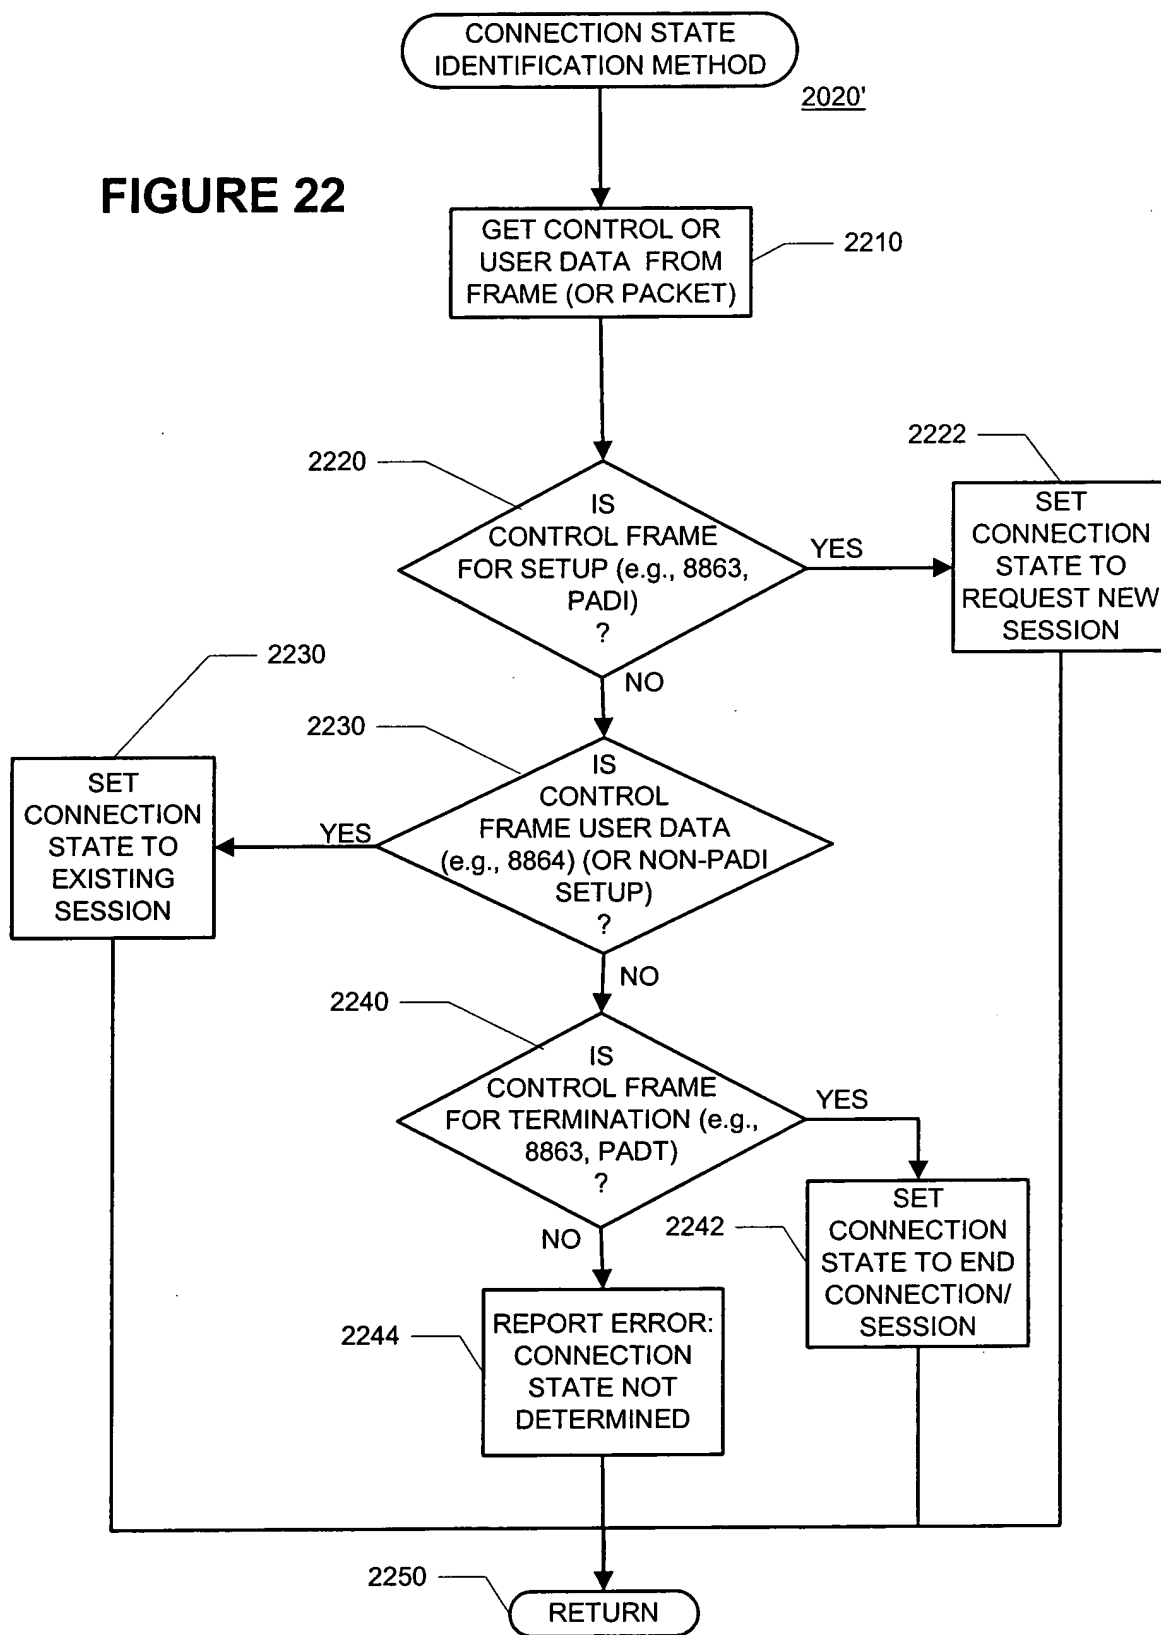 CONNECTION STATE
IDENTIFICATION METHOD
2020'
FIGURE 22
GET CONTROL OR
USER DATA FROM
FRAME (OR PACKET)
2210
2220
IS
CONTROL FRAME
FOR SETUP (e.g., 8863,
PADI)
?
YES
2222
SET
CONNECTION
STATE TO
REQUEST NEW
SESSION
NO
2230
SET
CONNECTION
STATE TO
EXISTING
SESSION
YES
2230
IS
CONTROL
FRAME USER DATA
(e.g., 8864) (OR NON-PADI
SETUP)
?
NO
2240
IS
CONTROL FRAME
FOR TERMINATION (e.g.,
8863, PADT)
?
YES
2242
SET
CONNECTION
STATE TO END
CONNECTION/
SESSION
NO
2244
REPORT ERROR:
CONNECTION
STATE NOT
DETERMINED
2250
RETURN